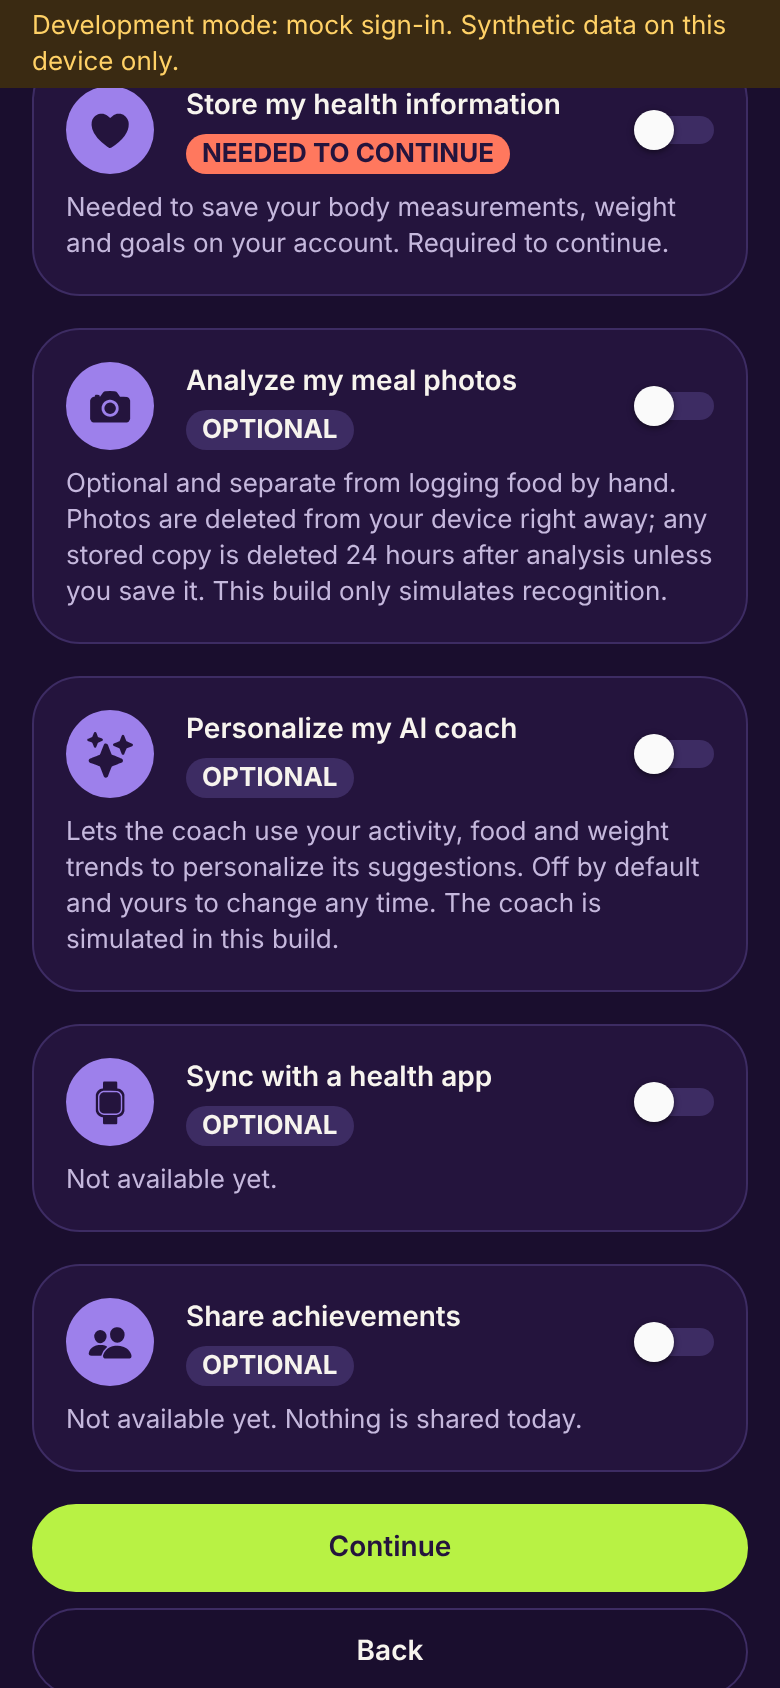 Development mode: mock sign-in. Synthetic data on this
device only.
Store my health information
NEEDED TO CONTINUE
Needed to save your body measurements, weight
and goals on your account. Required to continue.
Analyze my meal photos
OPTIONAL
Optional and separate from logging food by hand.
Photos are deleted from your device right away; any
stored copy is deleted 24 hours after analysis unless
you save it. This build only simulates recognition.
Personalize my AI coach
OPTIONAL
Lets the coach use your activity, food and weight
trends to personalize its suggestions. Off by default
and yours to change any time. The coach is
simulated in this build.
Sync with a health app
OPTIONAL
Not available yet.
Share achievements
OPTIONAL
Not available yet. Nothing is shared today.
Continue
Back